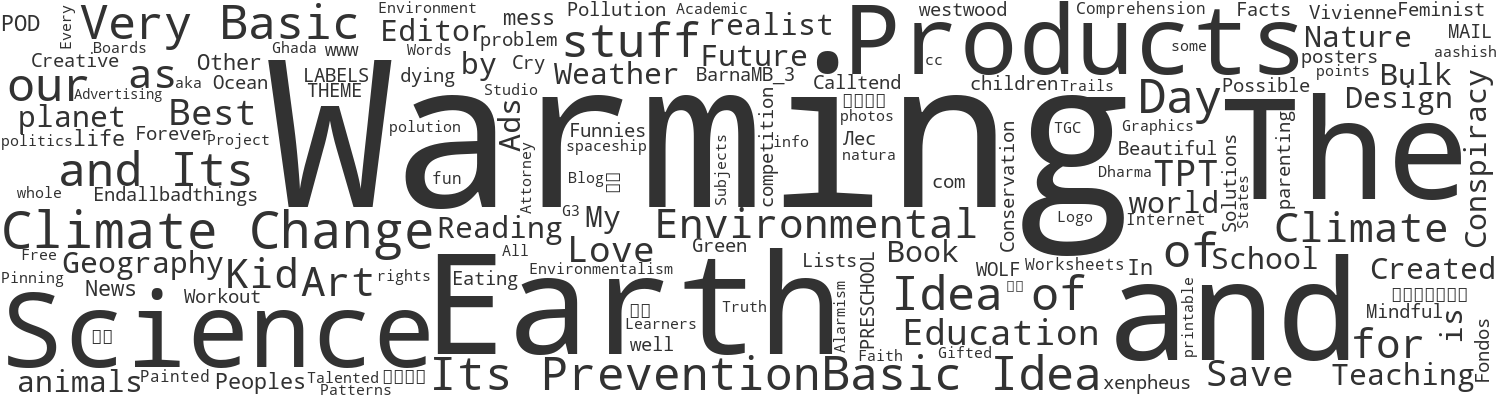 POD
Every
Very Basic
Environment
Editor
mess
problem
Pollution
Academic
stuff
realist
Products
westwood
Comprehension
some
Facts
Vivienne
Feminist
Nature
MAIL
aashish
Boards
Creative
Ghada
www
Words
Future
cc
posters
points
our
as
aka
Other
Ocean
LABELS
THEME
dying
by
Cry
Studio
Weather
BarnaMB_3
Calltend
children
Trails
Possible
Bulk
Advertising
planet
Best
Warming
Ads
photos
Day
The
Design
Conspiracy
politics
life
Forever
Project
polution
Funnies
spaceship
competition
info
Лес
natura
TGC
Graphics
Beautiful
parenting
and Its
fun
Attorney
Blog
Subjects
com
Conservation
Dharma
TPT
Solutions
States
whole
Endallbadthings
G3
My
Environmental
Logo
world
Internet
Climate Change
Reading
Love
Green
Book
of
School
Climate
Free
Geography
Kid
Art
rights
All
Eating
Environmentalism
Lists
PRESCHOOL
WOLF
Worksheets
In
Created
Pinning
News
Workout
Earth
Truth
Alarmism
Idea of
and
printable
Mindful
is
Science
Learners
well
Education
for
Fondos
animals
Painted
Peoples
Talented
Patterns
Its Prevention
Faith
Gifted
Basic Idea
xenpheus
Save
Teaching